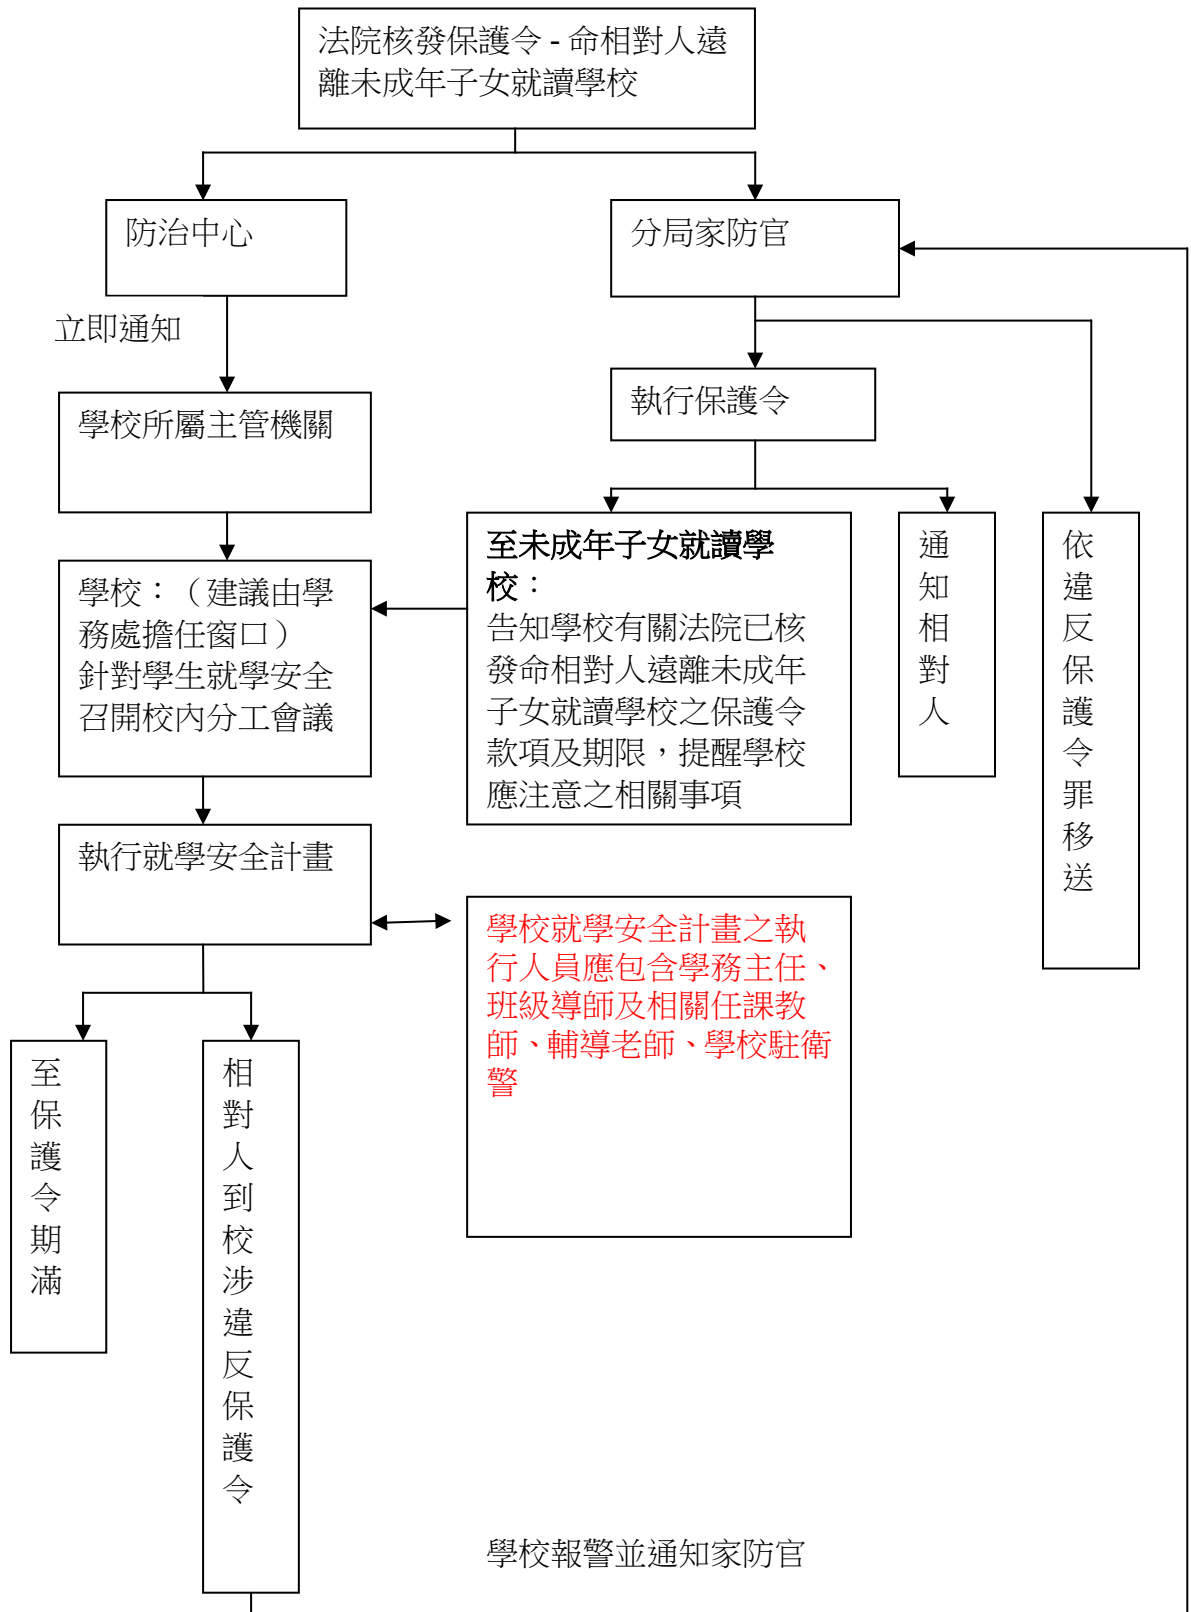 法院核發保護令 - 命相對人遠
離未成年子女就讀學校
防治中心
分局家防官
立即通知
執行保護令
學校所屬主管機關
至未成年子女就讀學
校：
告知學校有關法院已核
發命相對人遠離未成年
子女就讀學校之保護令
款項及期限，提醒學校
應注意之相關事項
通知相對人
依違反保護令罪移送
學校：（建議由學
務處擔任窗口）
針對學生就學安全
召開校內分工會議
執行就學安全計畫
學校就學安全計畫之執
行人員應包含學務主任、
班級導師及相關任課教
師、輔導老師、學校駐衛
警
至保護令期滿
相對人到校涉違反保護令
學校報警並通知家防官